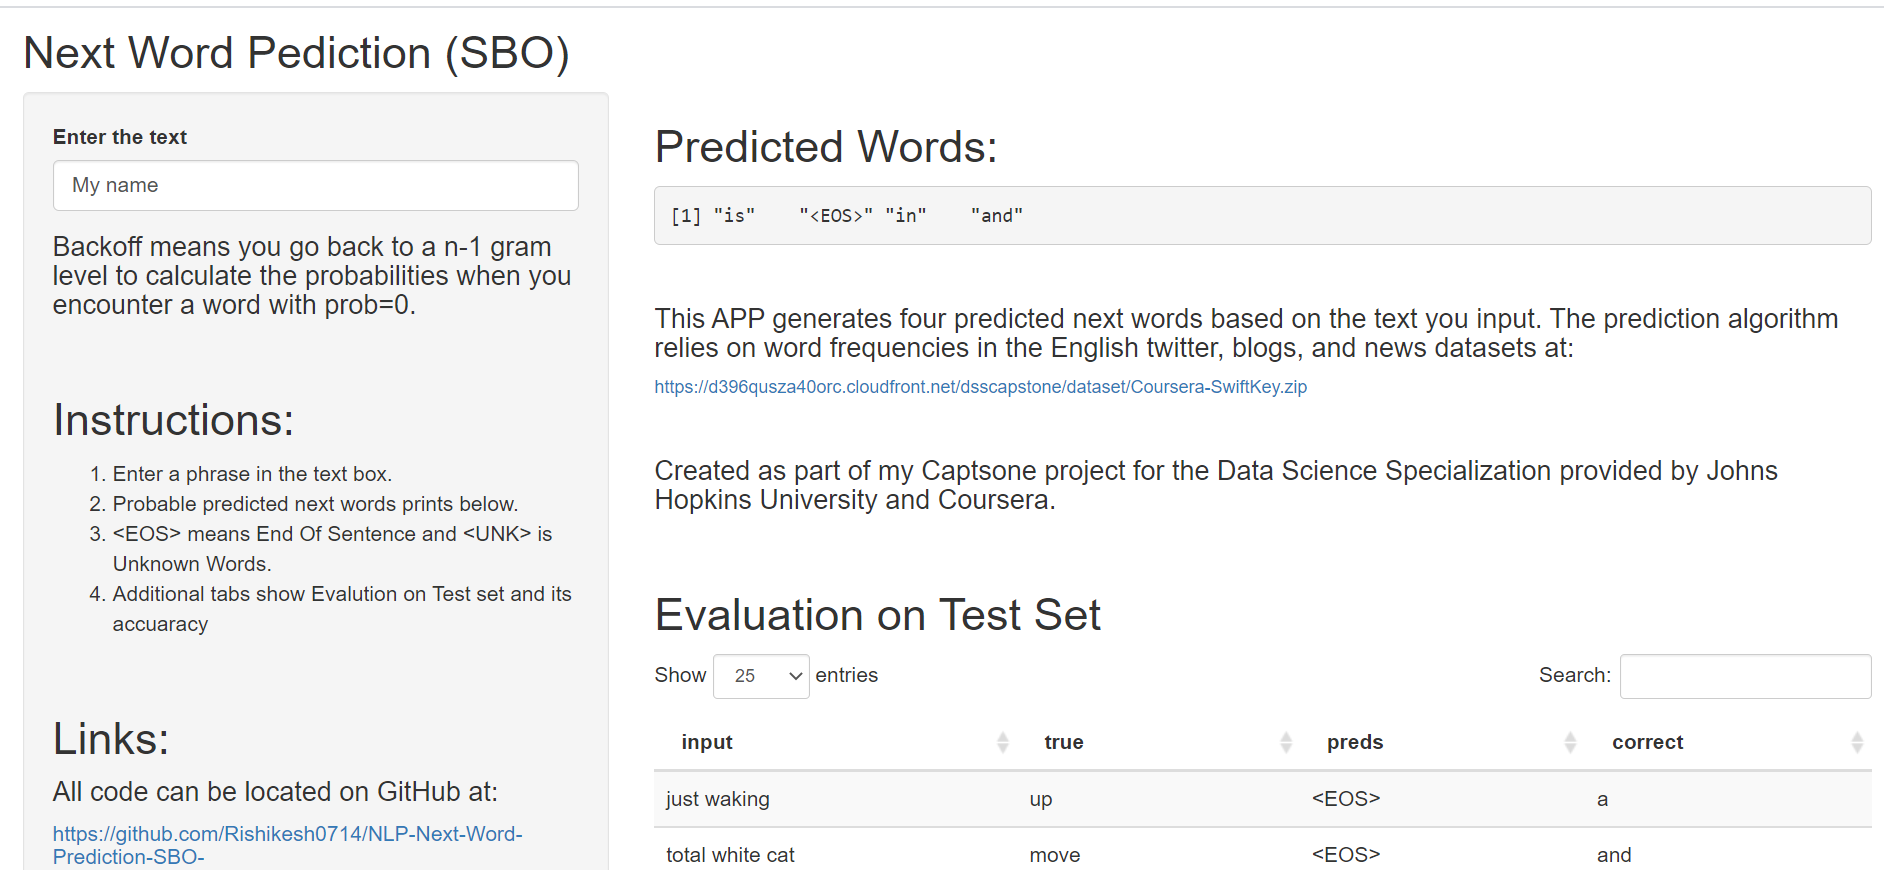 Next Word Pediction (SBO)
Enter the text
My name
Backoff means you go back to a n-1 gram
level to calculate the probabilities when you
encounter a word with prob=0.
Instructions:
1. Enter a phrase in the text box.
2. Probable predicted next words prints below.
3. <EOS> means End Of Sentence and <UNK> is
Unknown Words.
4. Additional tabs show Evalution on Test set and its
accuaracy
Links:
All code can be located on GitHub at:
https://github.com/Rishikesh0714/NLP-Next-Word-
Prediction-SBO-
Predicted Words:
[1] "is"    "<EOS>" "in"    "and"
This APP generates four predicted next words based on the text you input. The prediction algorithm
relies on word frequencies in the English twitter, blogs, and news datasets at:
https://d396qusza40orc.cloudfront.net/dsscapstone/dataset/Coursera-SwiftKey.zip
Created as part of my Captsone project for the Data Science Specialization provided by Johns
Hopkins University and Coursera.
Evaluation on Test Set
Show 25 entries Search:
input true preds correct
just waking up <EOS> a
total white cat move <EOS> and